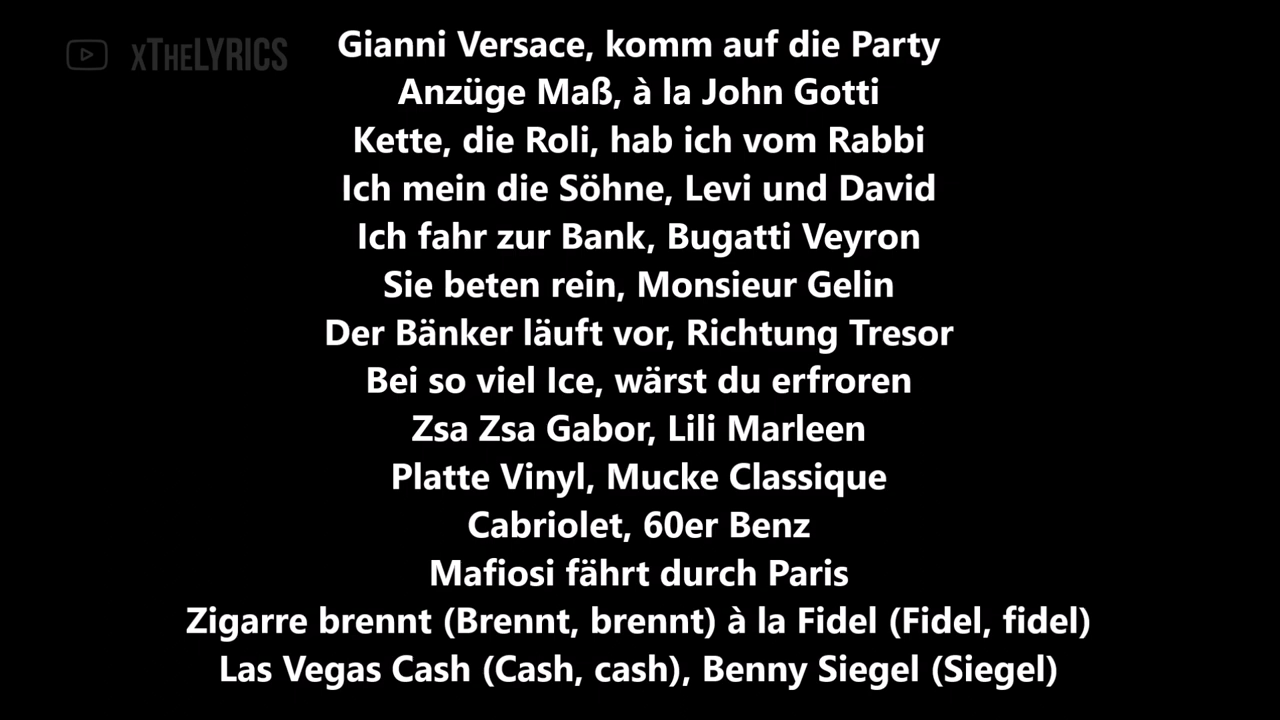 xTheLYRICS
Gianni Versace, komm auf die Party
Anzüge Maß, à la John Gotti
Kette, die Roli, hab ich vom Rabbi
Ich mein die Söhne, Levi und David
Ich fahr zur Bank, Bugatti Veyron
Sie beten rein, Monsieur Gelin
Der Bänker läuft vor, Richtung Tresor
Bei so viel Ice, wärst du erfroren
Zsa Zsa Gabor, Lili Marleen
Platte Vinyl, Mucke Classique
Cabriolet, 60er Benz
Mafiosi fährt durch Paris
Zigarre brennt (Brennt, brennt) à la Fidel (Fidel, fidel)
Las Vegas Cash (Cash, cash), Benny Siegel (Siegel)